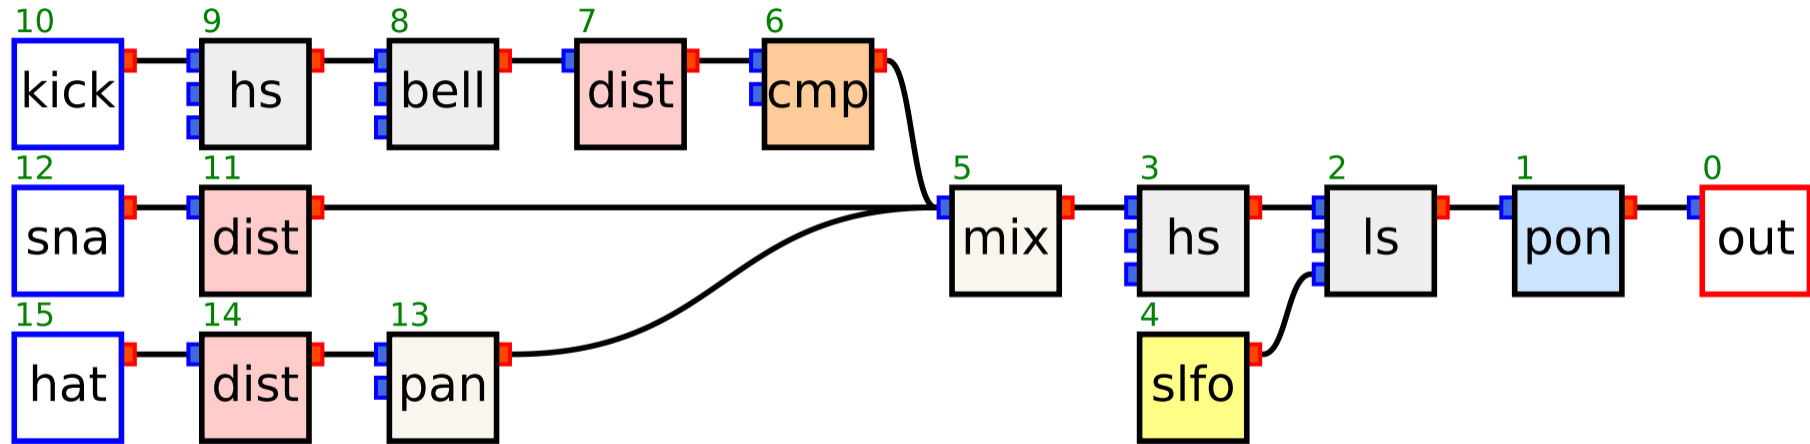 10 9 8 7 6
kick hs bell dist cmp
12 11 5 3 2 1 0
sna dist mix hs ls pon out
15 14 13 4
hat dist pan slfo